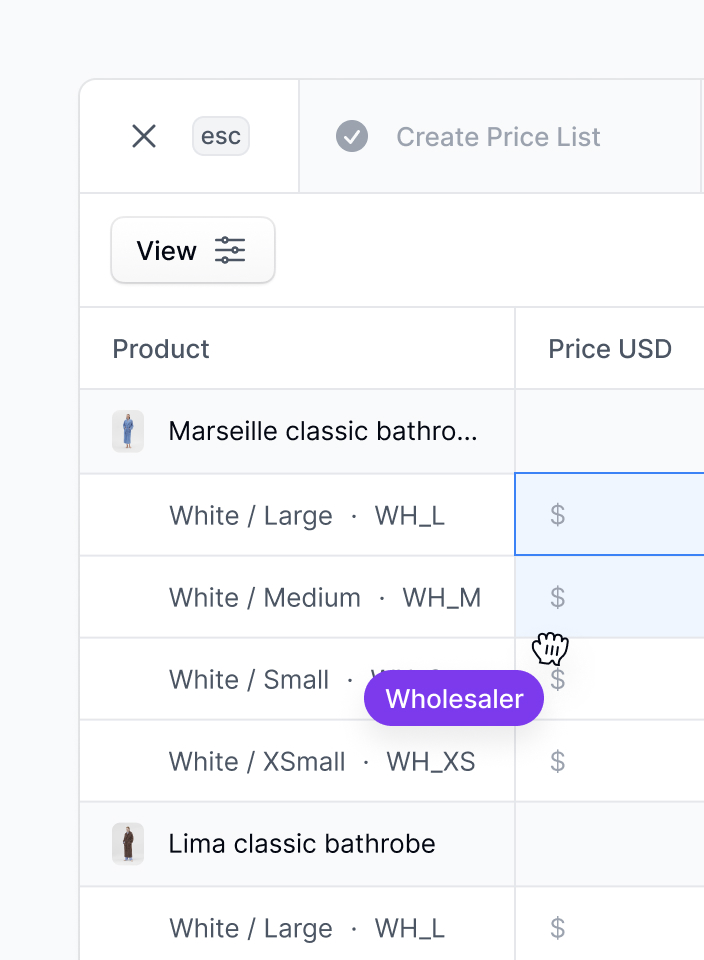 esc
Create Price List
View
Product
Price USD
Marseille classic bathro...
White / Large · WH_L
$
White / Medium · WH_M
$
White / Small ·
$
Wholesaler
White / XSmall · WH_XS
$
Lima classic bathrobe
White / Large · WH_L
$